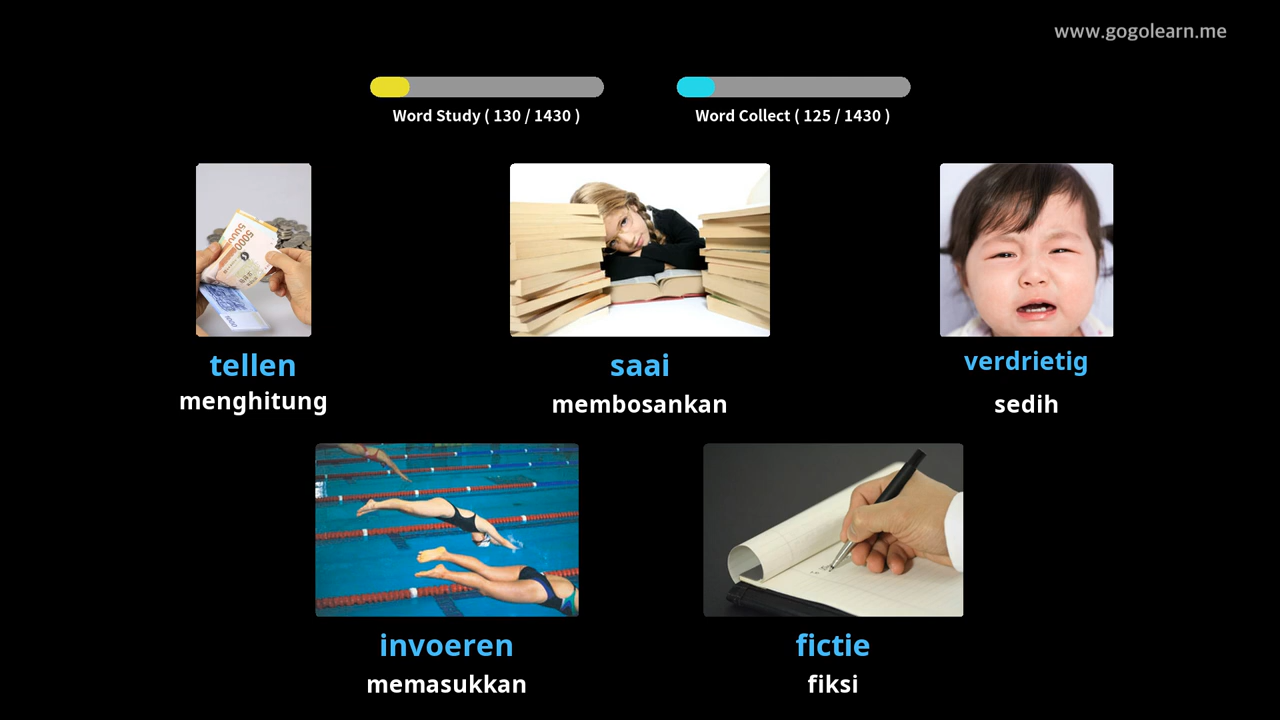 www.gogolearn.me
Word Study ( 130 / 1430 )
Word Collect ( 125 / 1430 )
tellen
menghitung
saai
membosankan
verdrietig
sedih
invoeren
memasukkan
fictie
fiksi